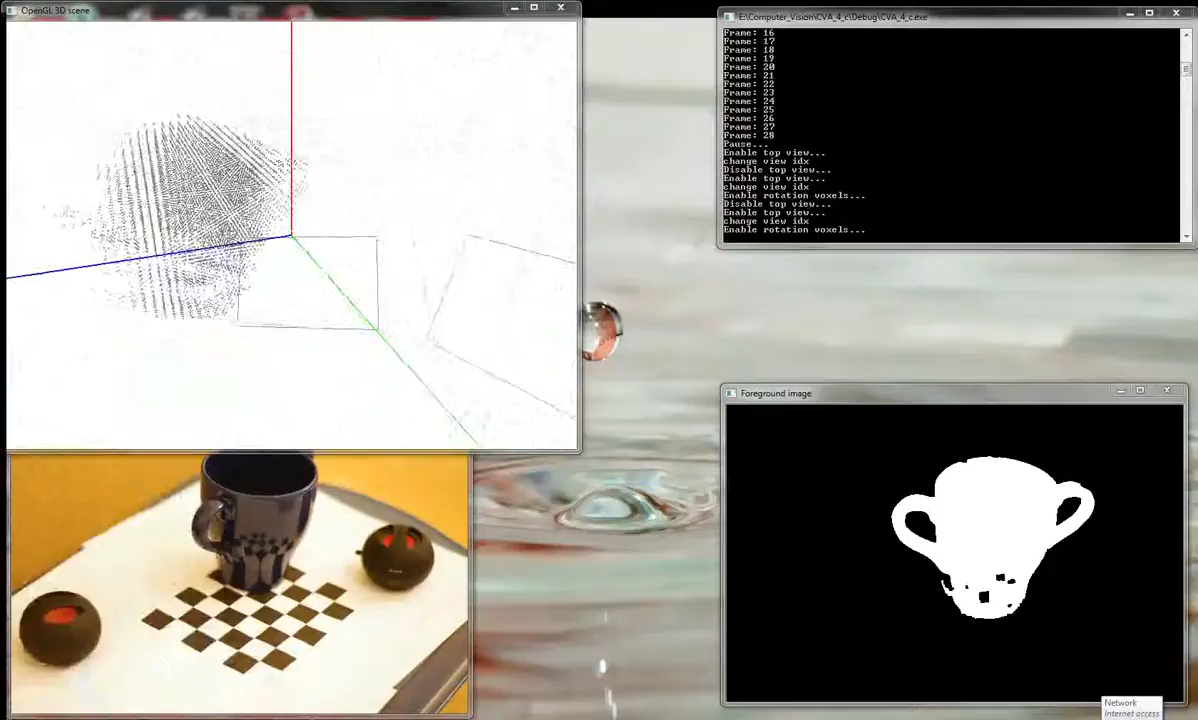 OpenGL 3D scene
E:\Computer_Vision\CVA_4_c\Debug\CVA_4_c.exe
Frame: 16
Frame: 17
Frame: 18
Frame: 19
Frame: 20
Frame: 21
Frame: 22
Frame: 23
Frame: 24
Frame: 25
Frame: 26
Frame: 27
Frame: 28
Pause...
Enable top view...
change view idx
Disable top view...
Enable top view...
change view idx
Enable rotation voxels...
Disable top view...
Enable top view...
change view idx
Enable rotation voxels...
Foreground image
Network
Internet access